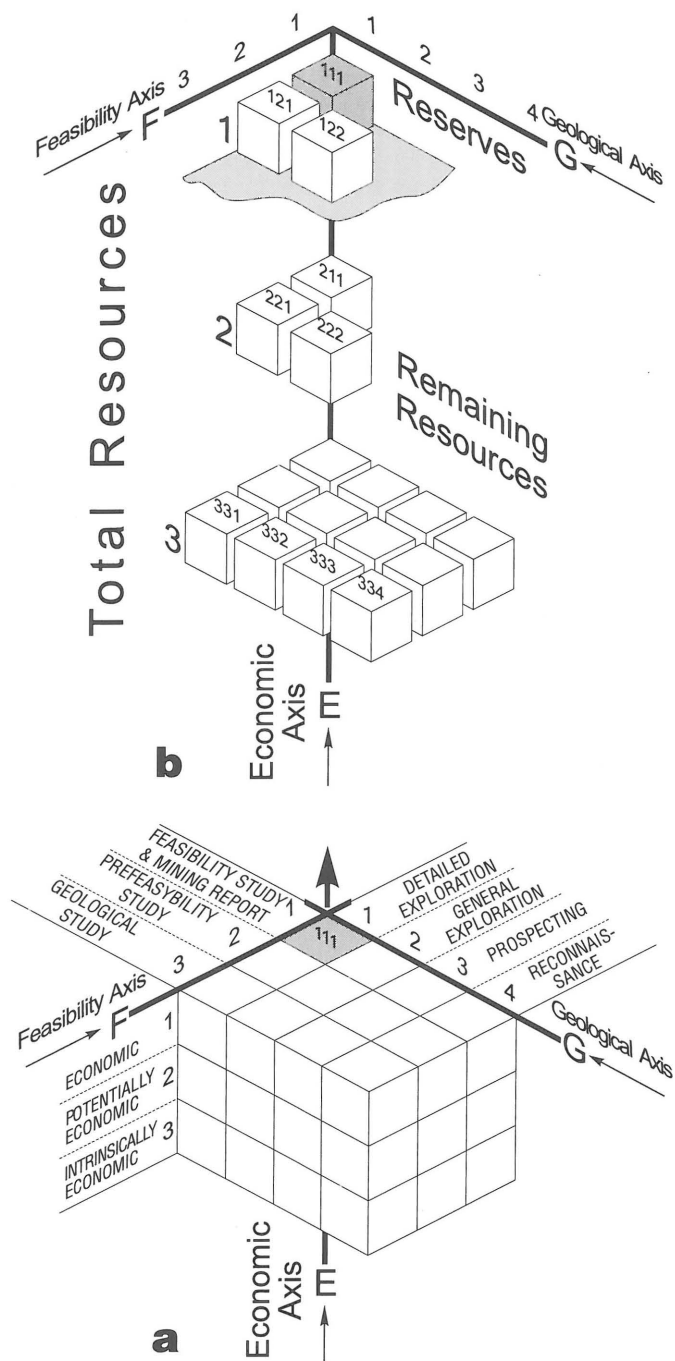 1
1
2
2
3
3
4
Feasibility Axis
F
Geological Axis
G
111
121
122
1
Reserves
Total Resources
211
221
222
2
Remaining
Resources
331
332
333
334
3
Economic
Axis
E
b
FEASIBILITY STUDY
& MINING REPORT
PREFEASYBILITY
STUDY
GEOLOGICAL
STUDY
DETAILED
EXPLORATION
GENERAL
EXPLORATION
PROSPECTING
RECONNAIS-
SANCE
1
1
111
2
2
3
3
4
Feasibility Axis
F
Geological Axis
G
1
ECONOMIC
2
POTENTIALLY
ECONOMIC
3
INTRINSICALLY
ECONOMIC
Economic
Axis
E
a